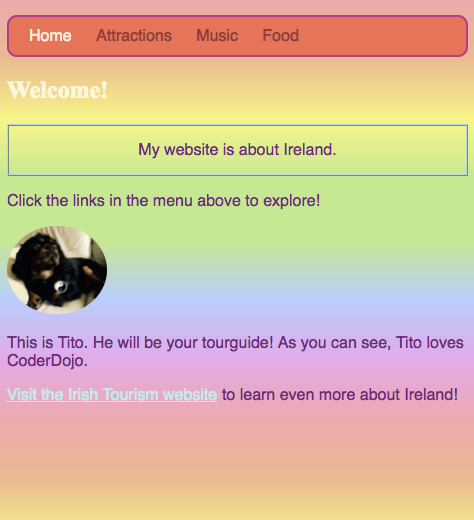 Home Attractions Music Food
Welcome!
My website is about Ireland.
Click the links in the menu above to explore!
This is Tito. He will be your tourguide! As you can see, Tito loves
CoderDojo.
Visit the Irish Tourism website to learn even more about Ireland!